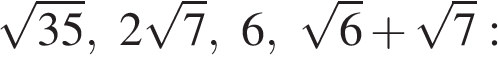 √35, 2√7, 6, √6 + √7 :